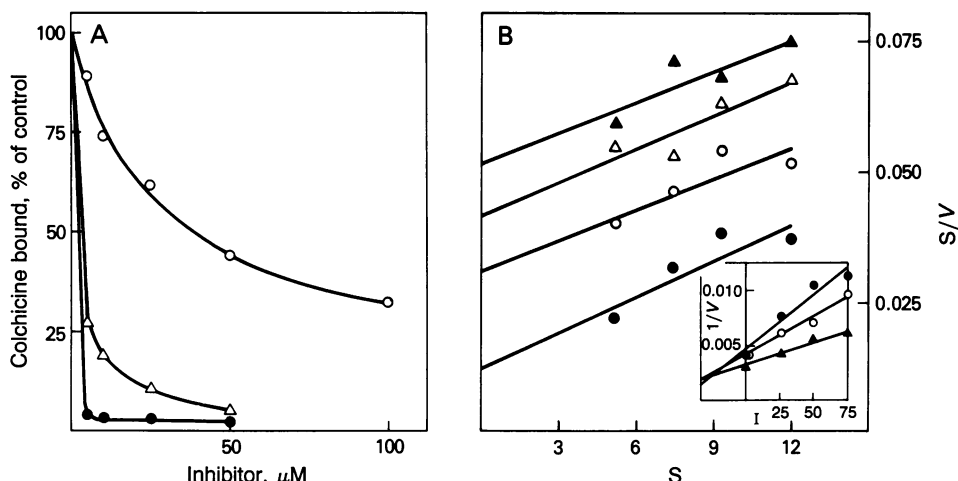 A
100
75
50
25
Colchicine bound, % of control
50
100
Inhibitor, μM
B
0.075
0.050
0.025
S/V
3
6
9
12
S
0.010
0.005
1/V
I
25
50
75